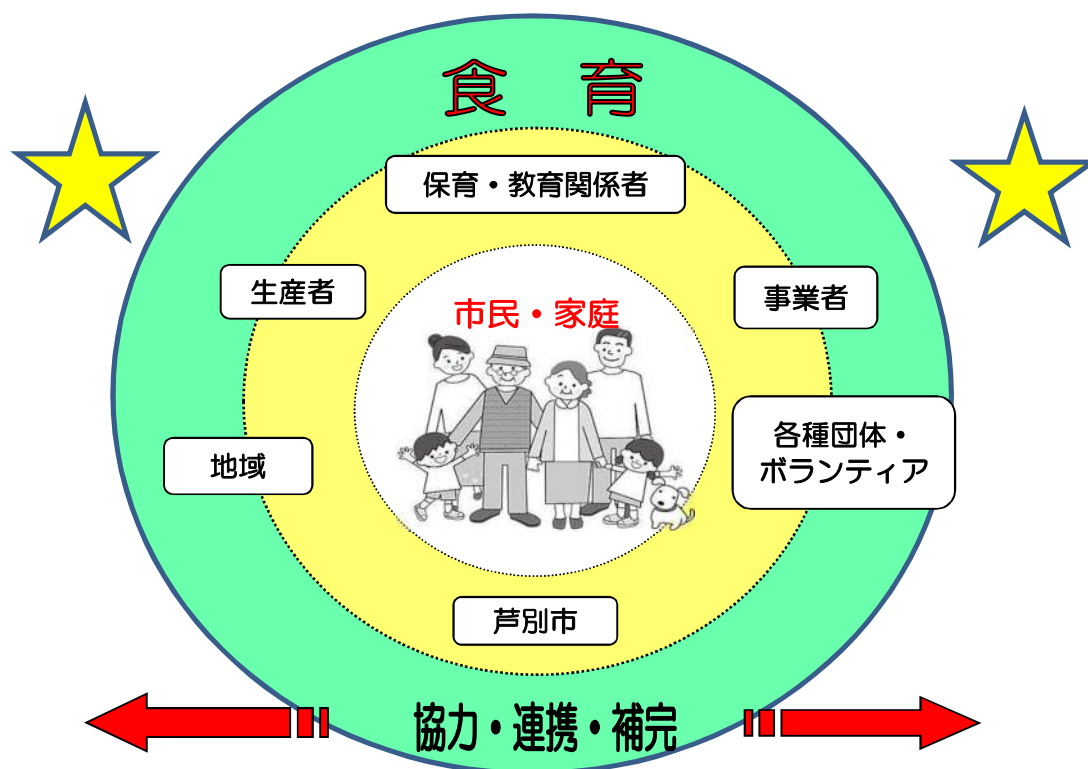 食　育
保育・教育関係者
生産者
事業者
市民・家庭
地域
各種団体・
ボランティア
芦別市
協力・連携・補完